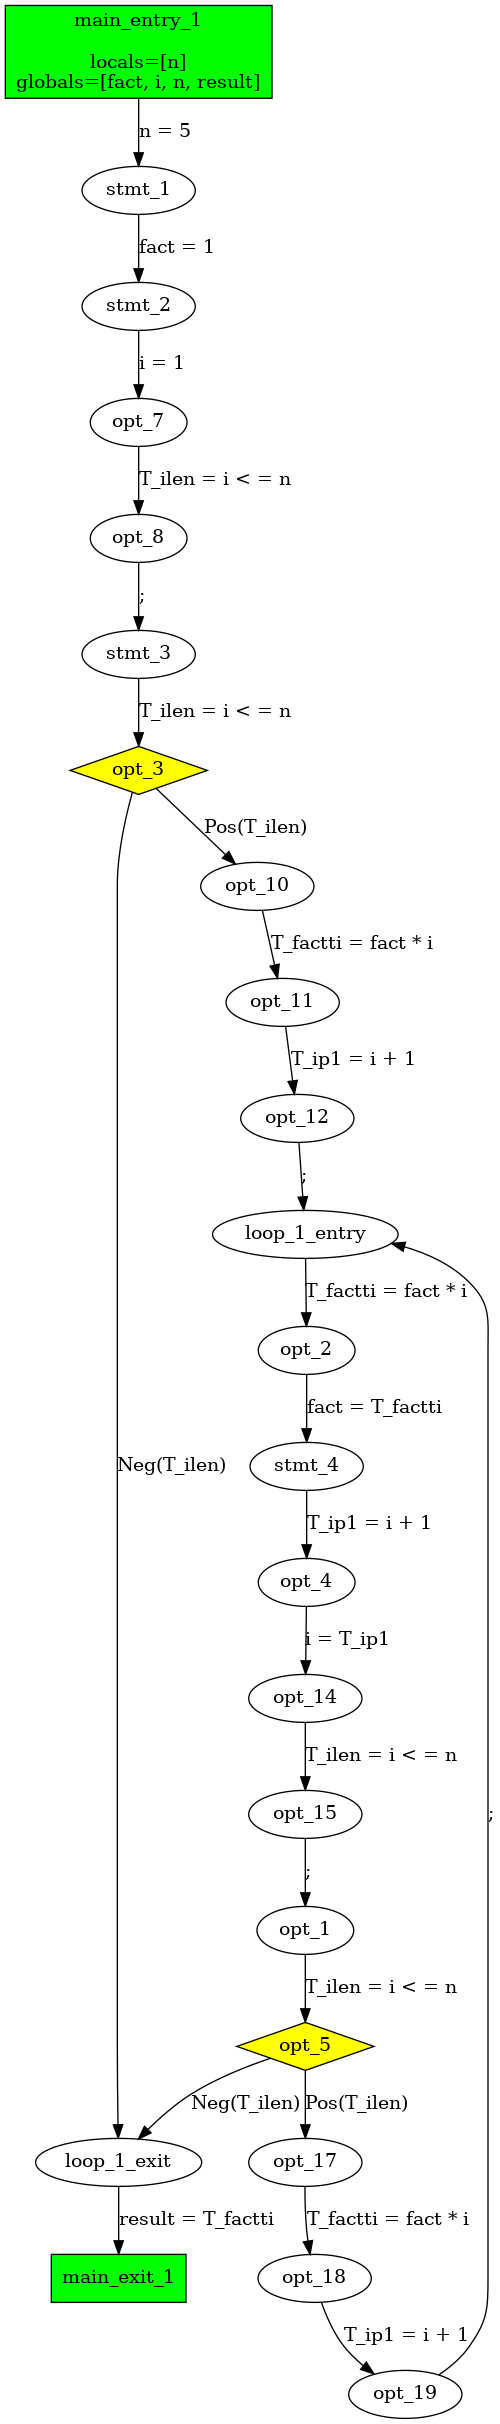 main_entry_1
locals=[n]
globals=[fact, i, n, result]
n = 5
stmt_1
fact = 1
stmt_2
i = 1
opt_7
T_ilen = i < = n
opt_8
;
stmt_3
T_ilen = i < = n
opt_3
Pos(T_ilen)
opt_10
T_factti = fact * i
opt_11
T_ip1 = i + 1
opt_12
;
loop_1_entry
T_factti = fact * i
opt_2
fact = T_factti
stmt_4
Neg(T_ilen)
T_ip1 = i + 1
opt_4
i = T_ip1
opt_14
T_ilen = i < = n
opt_15
;
;
opt_1
T_ilen = i < = n
opt_5
Neg(T_ilen)
Pos(T_ilen)
loop_1_exit
opt_17
result = T_factti
T_factti = fact * i
main_exit_1
opt_18
T_ip1 = i + 1
opt_19